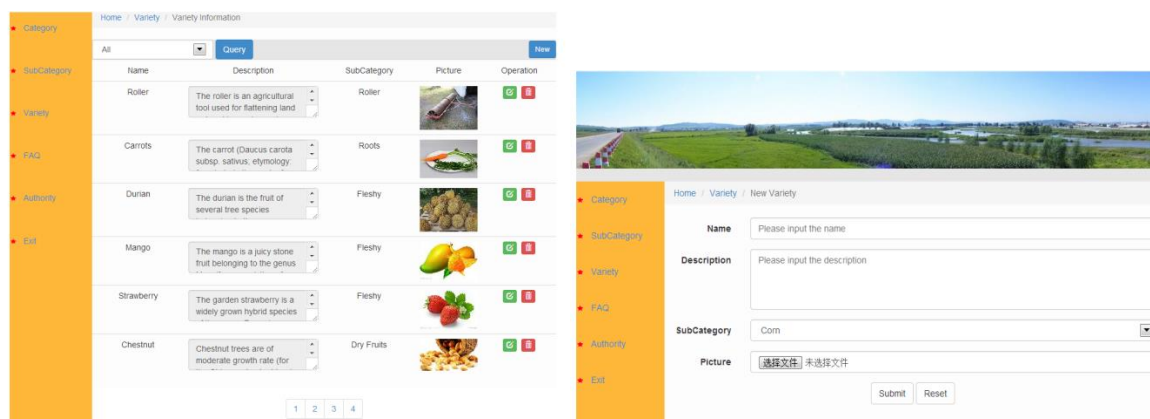 Home / Variety / Variety Information
Category
SubCategory
Variety
FAQ
Authority
Exit
All
Query
New
Name Description SubCategory Picture Operation
Roller
The roller is an agricultural
tool used for flattening land
Roller
Carrots
The carrot (Daucus carota
subsp. sativus, etymology:
Roots
Durian
The durian is the fruit of
several tree species
Fleshy
Mango
The mango is a juicy stone
fruit belonging to the genus
Fleshy
Strawberry
The garden strawberry is a
widely grown hybrid species
Fleshy
Chestnut
Chestnut trees are of
moderate growth rate (for
Dry Fruits
1 2 3 4
Home / Variety / New Variety
Category
SubCategory
Variety
FAQ
Authority
Exit
Name Please input the name
Description Please input the description
SubCategory Corn
Picture 选择文件 未选择文件
Submit Reset